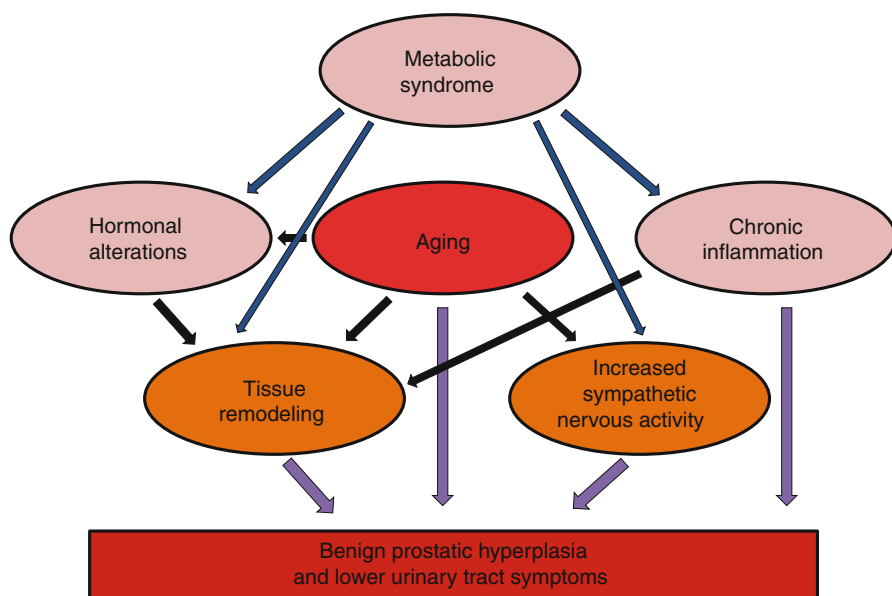 Metabolic
syndrome
Hormonal
alterations
Aging
Chronic
inflammation
Tissue
remodeling
Increased
sympathetic
nervous activity
Benign prostatic hyperplasia
and lower urinary tract symptoms